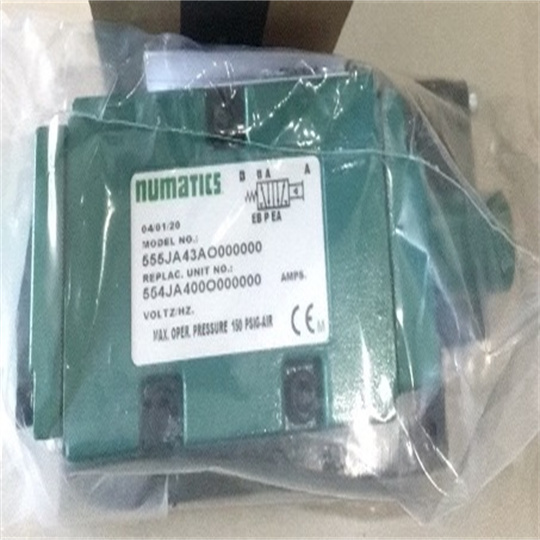 numatics
B B A A
EB P EA
04/01/20
MODEL NO.:
555JA43AO000000
REPLAC. UNIT NO.:
554JA400O000000
AMPS.
VOLTZ/HZ.
MAX. OPER. PRESSURE 150 PSIG-AIR
CE M